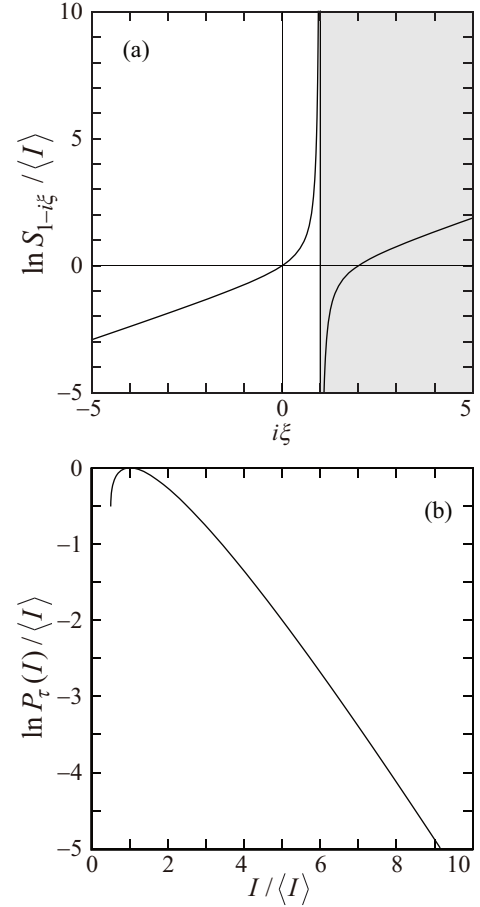 10
(a)
5
ln S_{1−iξ} / ⟨I⟩
0
−5
−5 0 5
iξ
0
(b)
−1
−2
ln P_τ(I) / ⟨I⟩
−3
−4
−5
0 2 4 6 8 10
I / ⟨I⟩